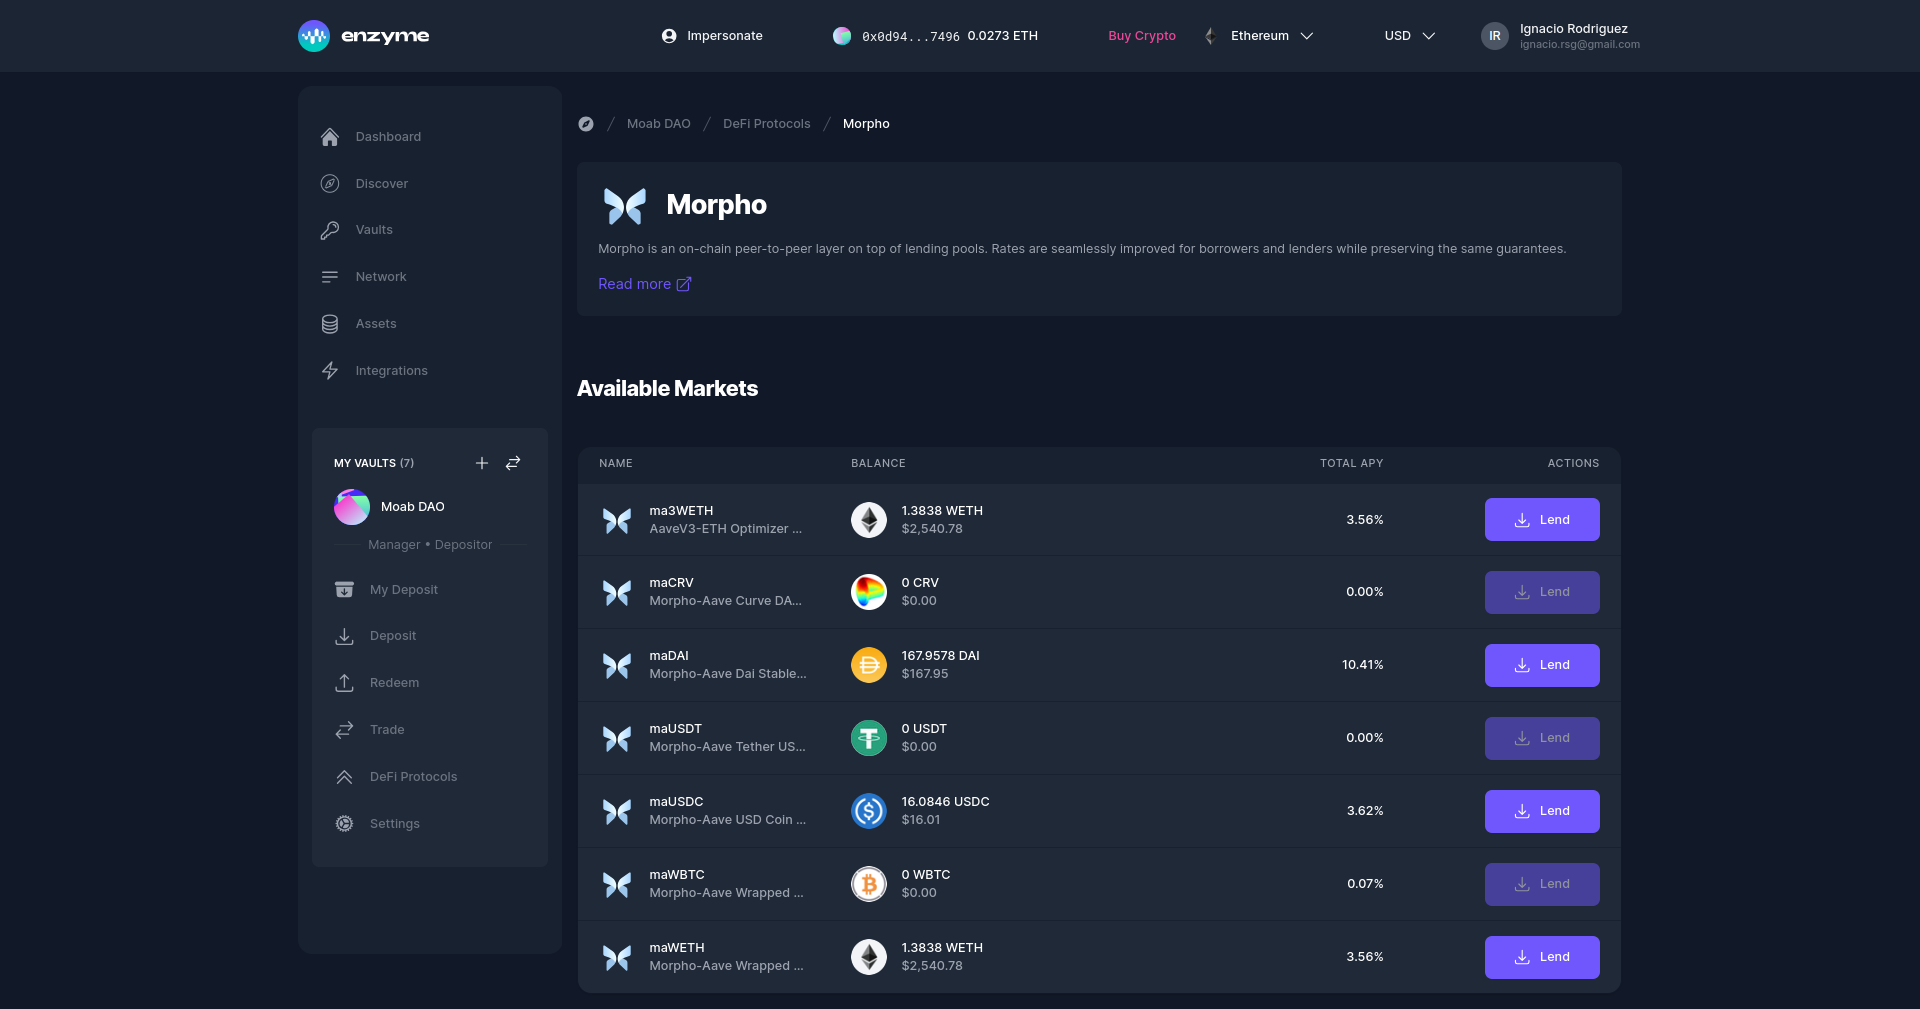 enzyme
Impersonate
0x0d94...7496 0.0273 ETH
Buy Crypto
Ethereum
USD
IR
Ignacio Rodriguez
ignacio.rsg@gmail.com
Dashboard
Discover
Vaults
Network
Assets
Integrations
MY VAULTS (7)
Moab DAO
Manager • Depositor
My Deposit
Deposit
Redeem
Trade
DeFi Protocols
Settings
/ Moab DAO / DeFi Protocols / Morpho
Morpho
Morpho is an on-chain peer-to-peer layer on top of lending pools. Rates are seamlessly improved for borrowers and lenders while preserving the same guarantees.
Read more
Available Markets
NAME BALANCE TOTAL APY ACTIONS
ma3WETH 1.3838 WETH 3.56% Lend
AaveV3-ETH Optimizer ... $2,540.78
maCRV 0 CRV 0.00% Lend
Morpho-Aave Curve DA... $0.00
maDAI 167.9578 DAI 10.41% Lend
Morpho-Aave Dai Stable... $167.95
maUSDT 0 USDT 0.00% Lend
Morpho-Aave Tether US... $0.00
maUSDC 16.0846 USDC 3.62% Lend
Morpho-Aave USD Coin ... $16.01
maWBTC 0 WBTC 0.07% Lend
Morpho-Aave Wrapped ... $0.00
maWETH 1.3838 WETH 3.56% Lend
Morpho-Aave Wrapped ... $2,540.78